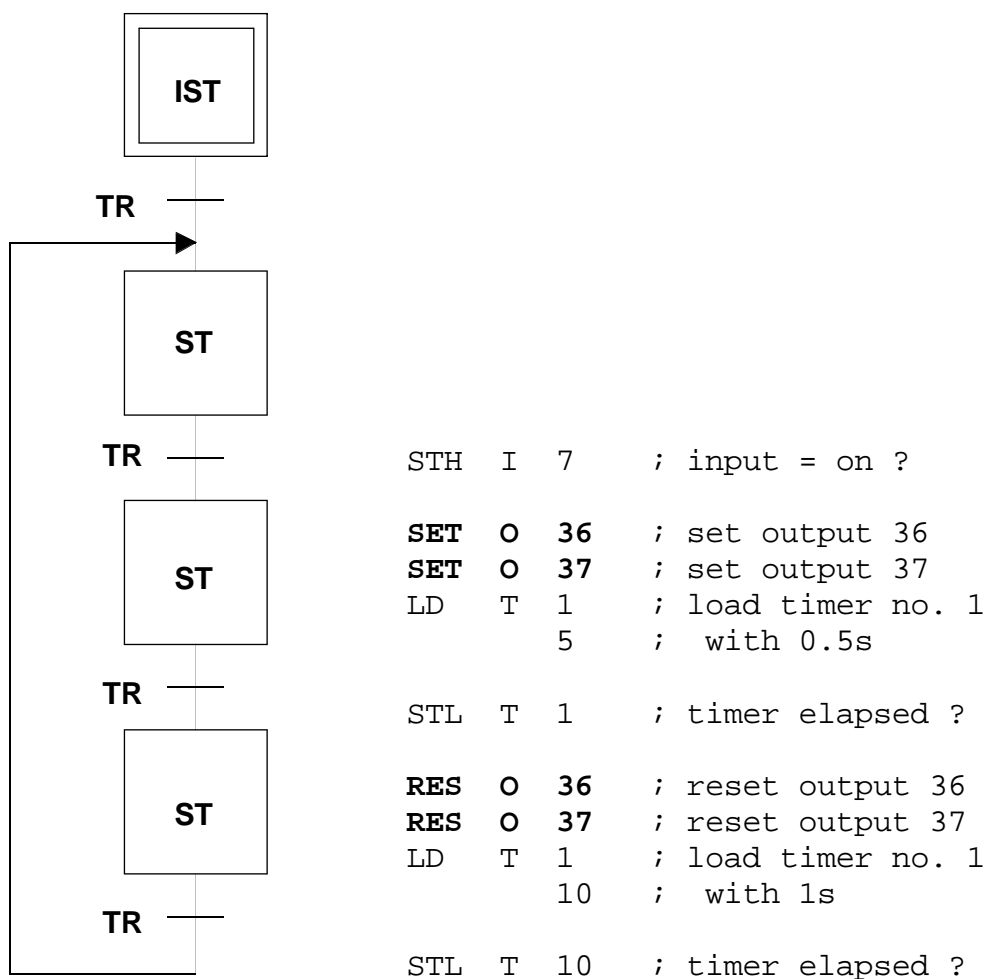 IST
TR
ST
TR
STH I 7 ; input = on ?
ST
SET O 36 ; set output 36
SET O 37 ; set output 37
LD T 1 ; load timer no. 1
5 ; with 0.5s
TR
STL T 1 ; timer elapsed ?
ST
RES O 36 ; reset output 36
RES O 37 ; reset output 37
LD T 1 ; load timer no. 1
10 ; with 1s
TR
STL T 10 ; timer elapsed ?